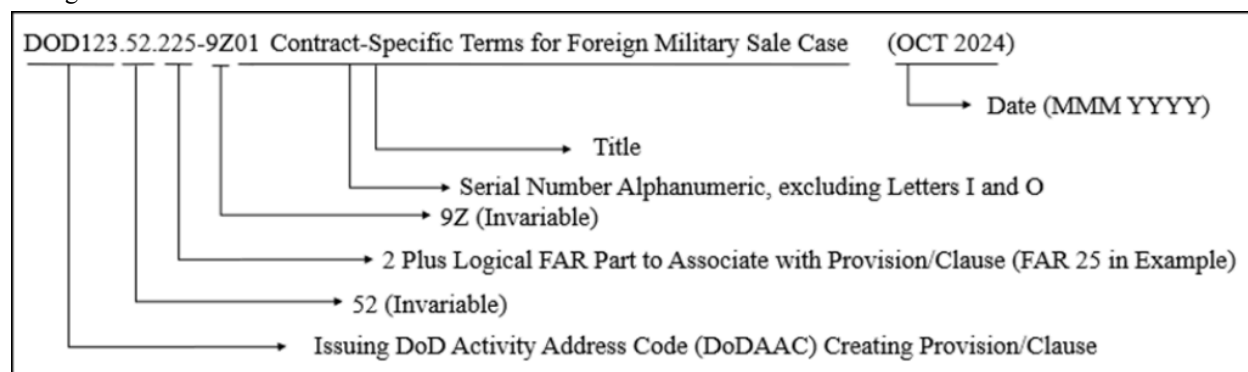 DOD123.52.225-9Z01 Contract-Specific Terms for Foreign Military Sale Case (OCT 2024)
Date (MMM YYYY)
Title
Serial Number Alphanumeric, excluding Letters I and O
9Z (Invariable)
2 Plus Logical FAR Part to Associate with Provision/Clause (FAR 25 in Example)
52 (Invariable)
Issuing DoD Activity Address Code (DoDAAC) Creating Provision/Clause